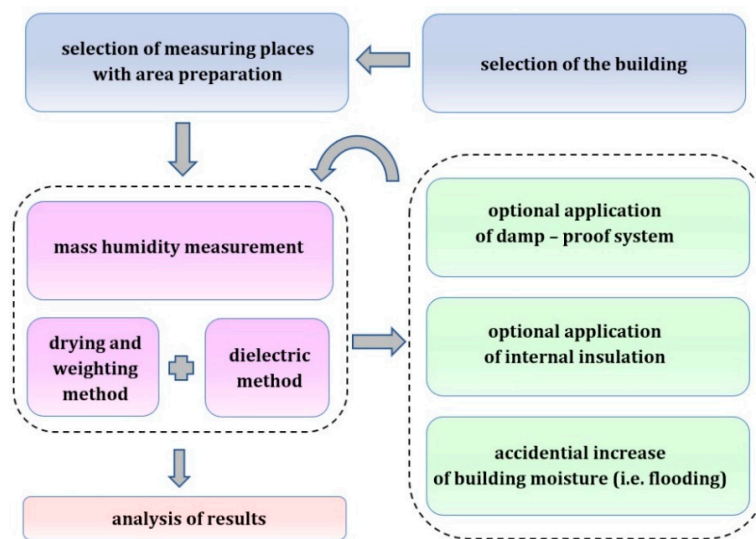 selection of measuring places
with area preparation
selection of the building
mass humidity measurement
drying and
weighting
method
dielectric
method
optional application
of damp – proof system
optional application
of internal insulation
accidential increase
of building moisture (i.e. flooding)
analysis of results